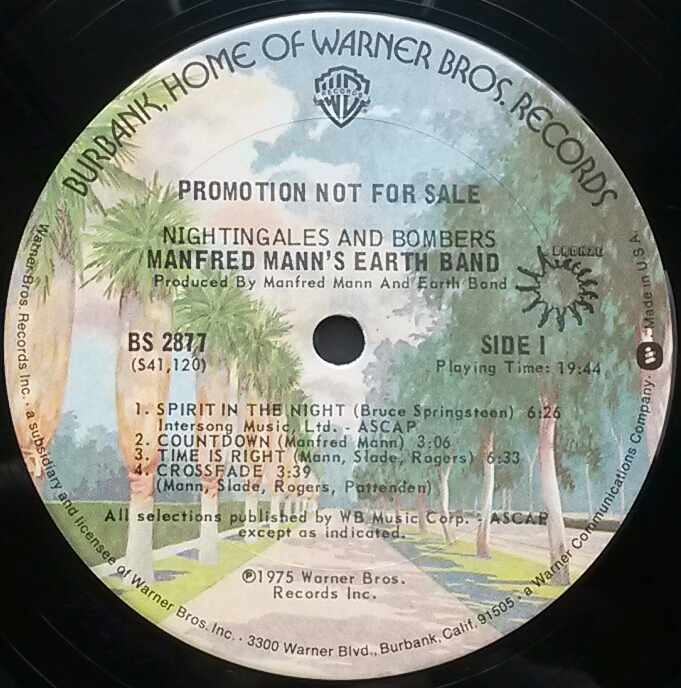 BURBANK, HOME OF WARNER BROS. RECORDS
RECORDS
PROMOTION NOT FOR SALE
NIGHTINGALES AND BOMBERS
MANFRED MANN'S EARTH BAND
Produced By Manfred Mann And Earth Band
BRONZE
BS 2877
(S41,120)
SIDE I
Playing Time: 19:44
1. SPIRIT IN THE NIGHT (Bruce Springsteen) 6:26
Intersong Music, Ltd. - ASCAP
2. COUNTDOWN (Manfred Mann) 3:06
3. TIME IS RIGHT (Mann, Slade, Rogers) 6:33
4. CROSSFADE 3:39
(Mann, Slade, Rogers, Pattenden)
All selections published by WB Music Corp. - ASCAP
except as indicated.
℗1975 Warner Bros.
Records Inc.
Warner Bros. Records Inc. · a subsidiary and licensee of Warner Bros. Inc. · 3300 Warner Blvd., Burbank, Calif. 91505 · a Warner Communications Company · Made in U.S.A.